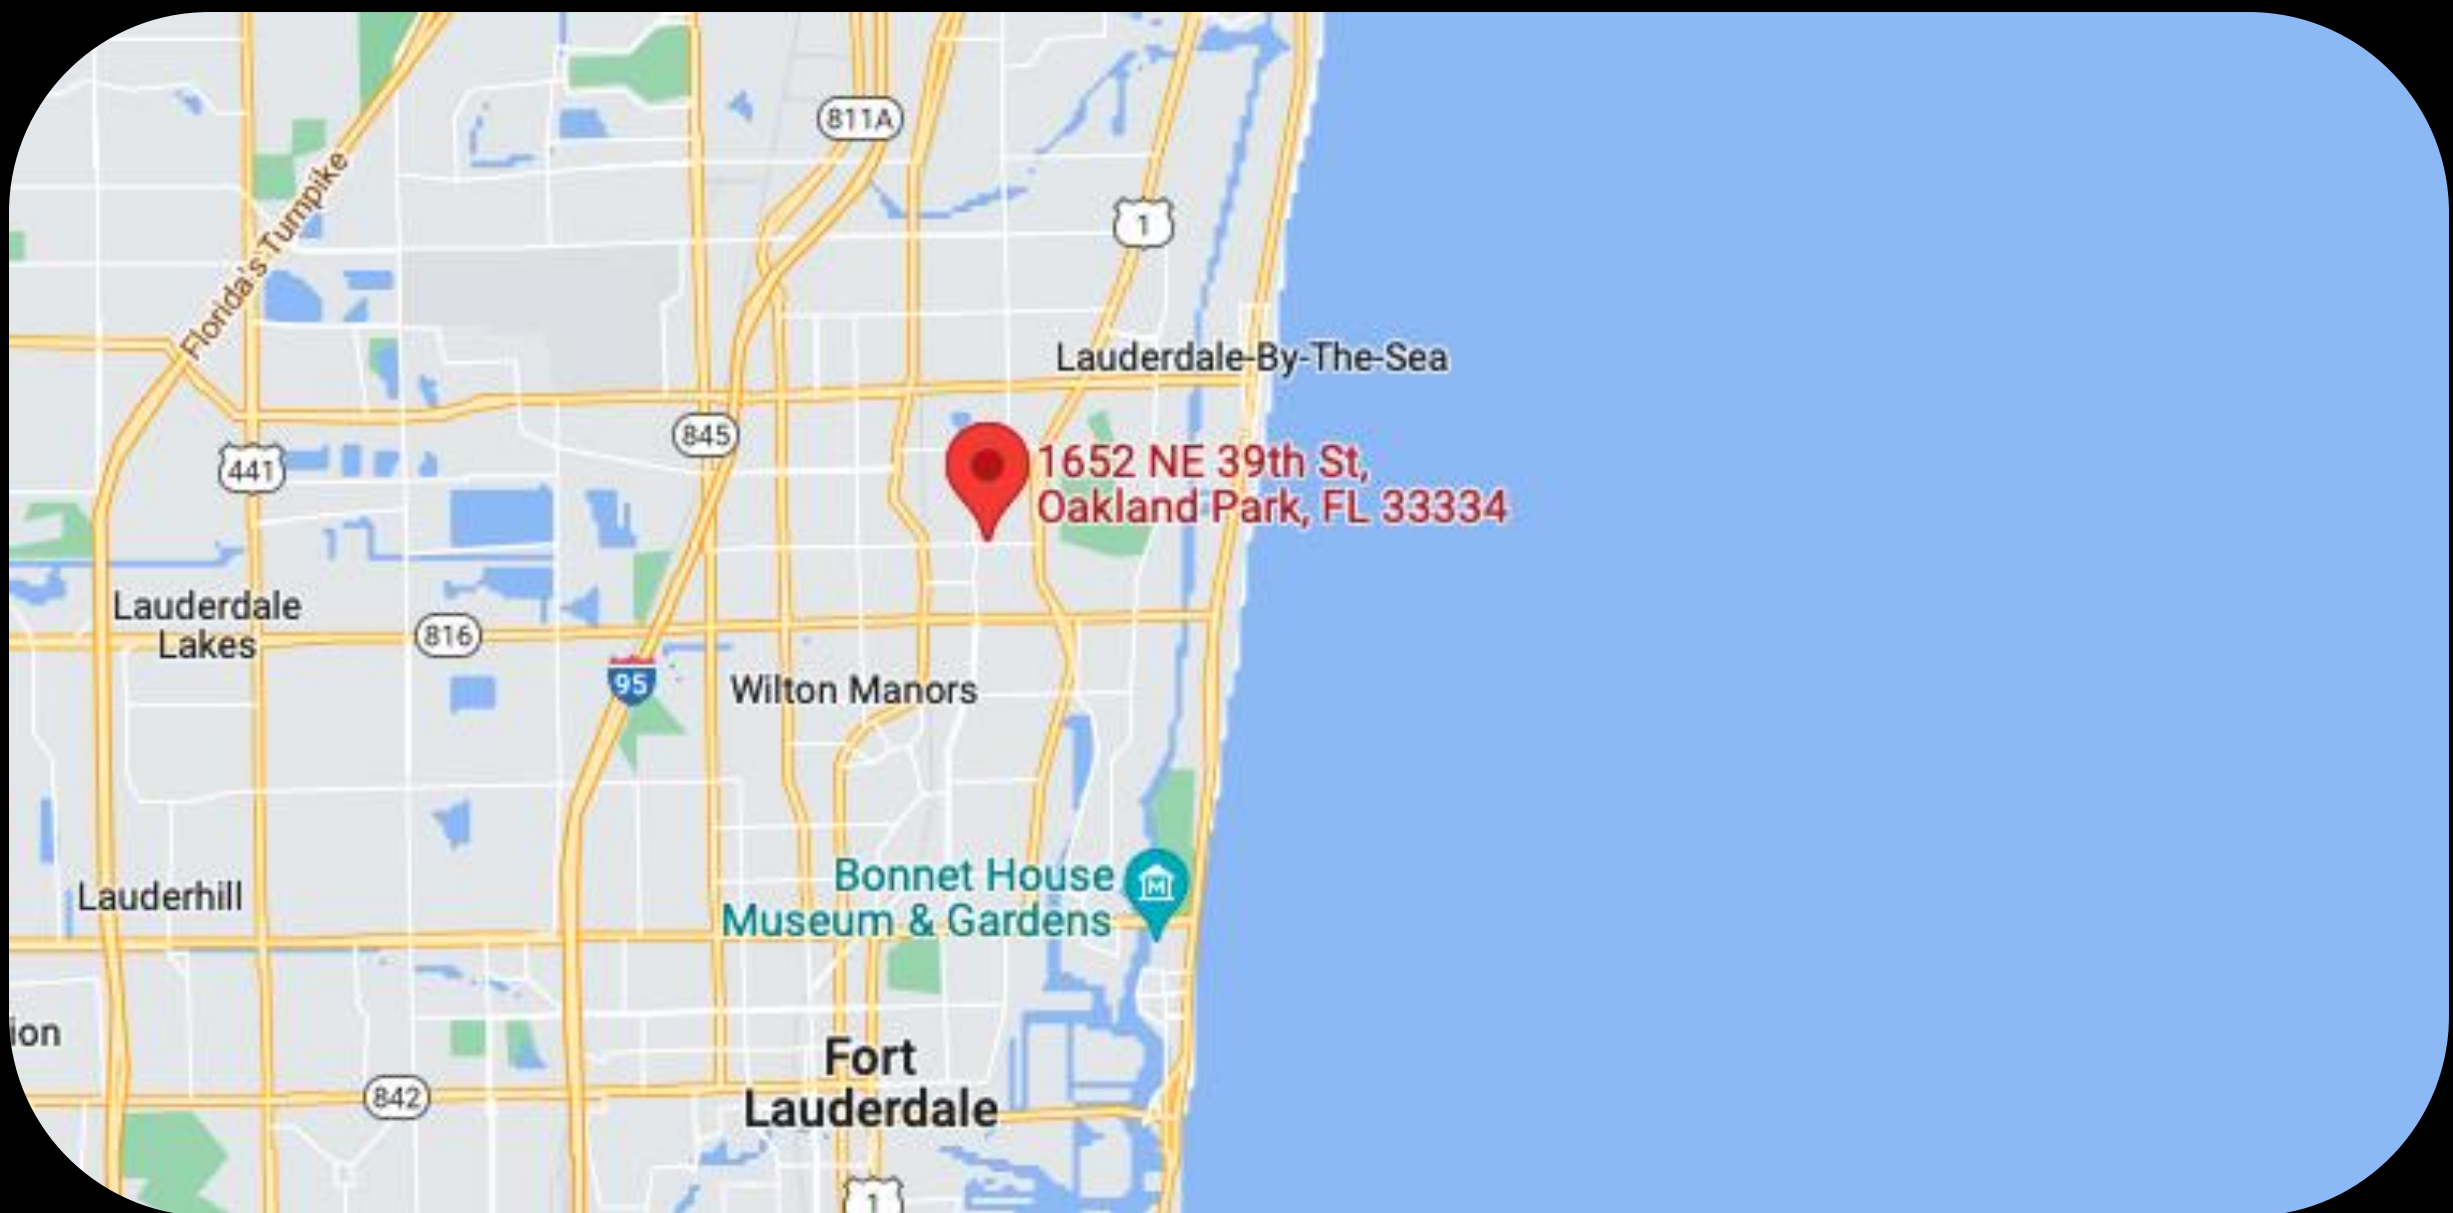 811A
1
Florida's Turnpike
Lauderdale-By-The-Sea
845
441
1652 NE 39th St,
Oakland Park, FL 33334
Lauderdale
Lakes
816
95
Wilton Manors
Bonnet House
Museum & Gardens
M
Lauderhill
ion
Fort
Lauderdale
842
1